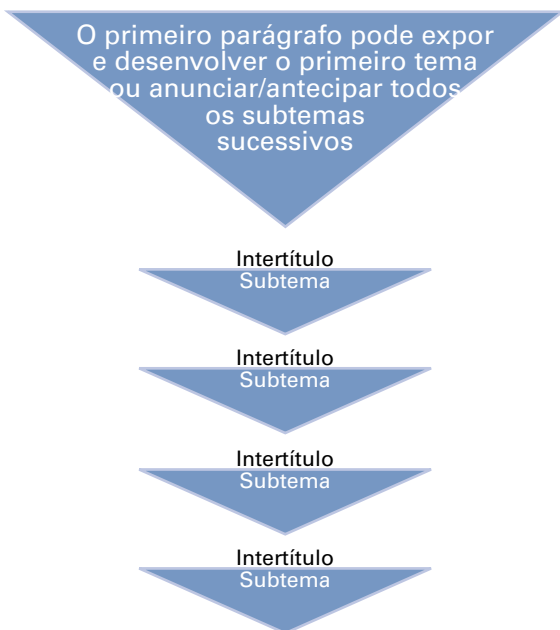 O primeiro parágrafo pode expor
e desenvolver o primeiro tema
ou anunciar/antecipar todos
os subtemas
sucessivos
Intertítulo
Subtema
Intertítulo
Subtema
Intertítulo
Subtema
Intertítulo
Subtema